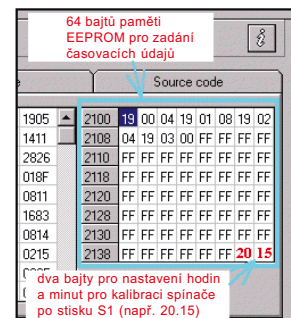 64 bajtů paměti
EEPROM pro zadání
časovacích údajů
Source code
1905 2100 19 00 04 19 01 08 19 02
1411 2108 04 19 03 00 FF FF FF FF
2826 2110 FF FF FF FF FF FF FF FF
018F 2118 FF FF FF FF FF FF FF FF
0811 2120 FF FF FF FF FF FF FF FF
1683 2128 FF FF FF FF FF FF FF FF
0814 2130 FF FF FF FF FF FF FF FF
0215 2138 FF FF FF FF FF FF 20 15
dva bajty pro nastavení hodin
a minut pro kalibraci spínače
po stisku S1 (např. 20.15)